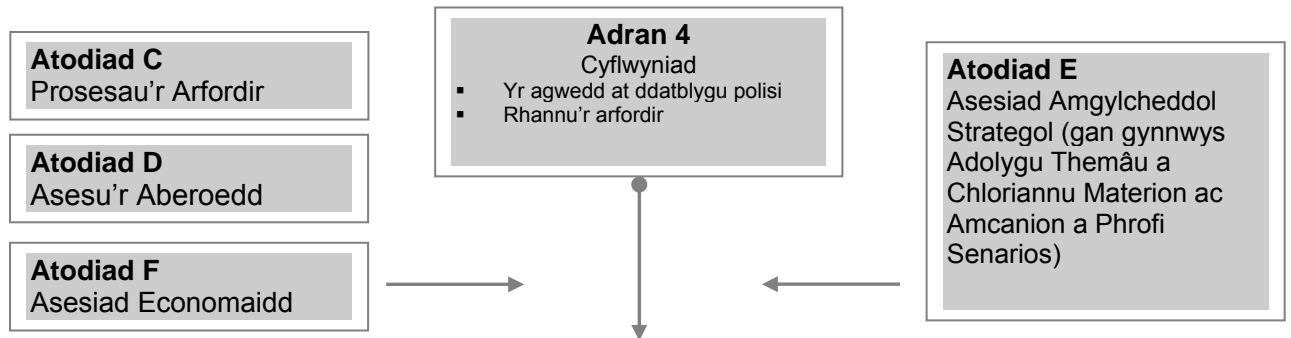 Atodiad C
Prosesau'r Arfordir
Atodiad D
Asesu'r Aberoedd
Atodiad F
Asesiad Economaidd
Adran 4
Cyflwyniad
▪ Yr agwedd at ddatblygu polisi
▪ Rhannu'r arfordir
Atodiad E
Asesiad Amgylcheddol
Strategol (gan gynnwys
Adolygu Themâu a
Chloriannu Materion ac
Amcanion a Phrofi
Senarios)